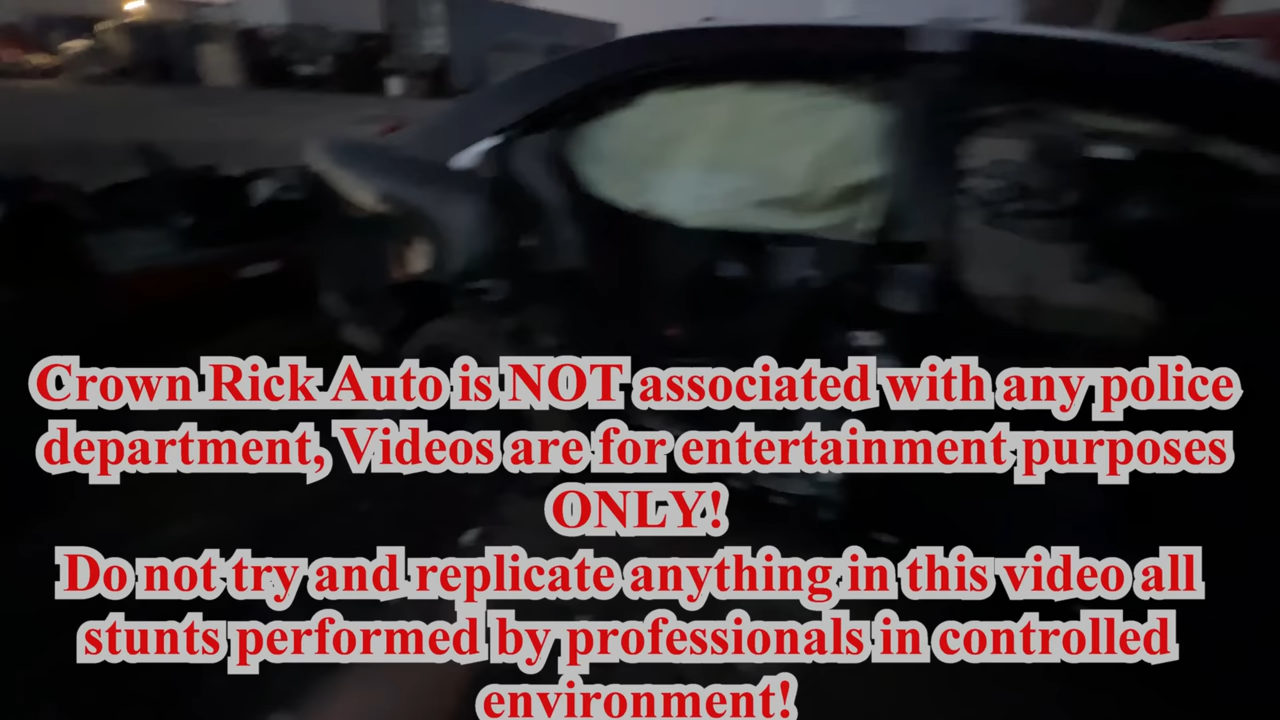 Crown Rick Auto is NOT associated with any police
department, Videos are for entertainment purposes
ONLY!
Do not try and replicate anything in this video all
stunts performed by professionals in controlled
environment!